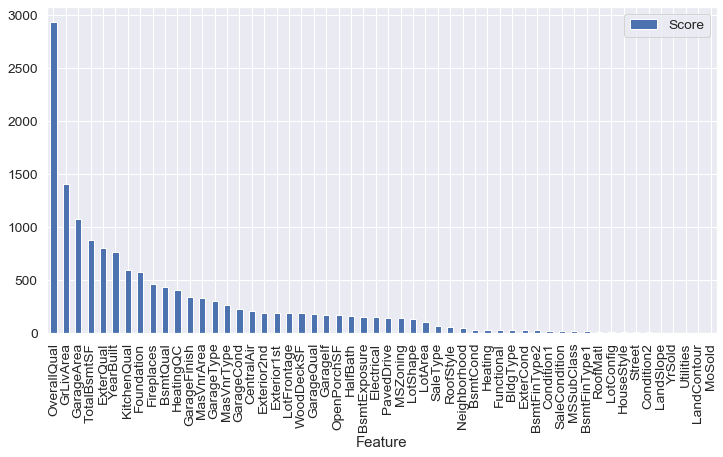 3000
2500
2000
1500
1000
500
0
Score
OverallQual
GrLivArea
GarageArea
TotalBsmtSF
ExterQual
YearBuilt
KitchenQual
Foundation
Fireplaces
BsmtQual
HeatingQC
GarageFinish
MasVnrArea
GarageType
MasVnrType
GarageCond
CentralAir
Exterior2nd
Exterior1st
LotFrontage
WoodDeckSF
GarageQual
GarageIf
OpenPorchSF
HalfBath
BsmtExposure
Electrical
PavedDrive
MSZoning
LotShape
LotArea
SaleType
RoofStyle
Neighborhood
BsmtCond
Heating
Functional
BldgType
ExterCond
BsmtFinType2
Condition1
SaleCondition
MSSubClass
BsmtFinType1
RoofMatl
LotConfig
HouseStyle
Street
Condition2
LandSlope
YrSold
Utilities
LandContour
MoSold
Feature